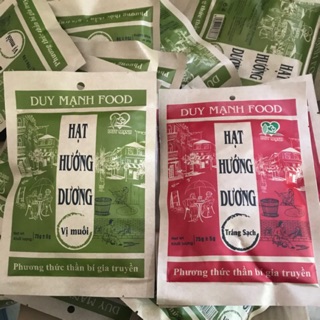 DUY MẠNH FOOD
HẠT
HƯỚNG
DƯƠNG
Vị muối
Phương thức thần bí gia truyền
DUY MẠNH FOOD
HẠT
HƯỚNG
DƯƠNG
Trắng Sạch
Phương thức thần bí gia truyền